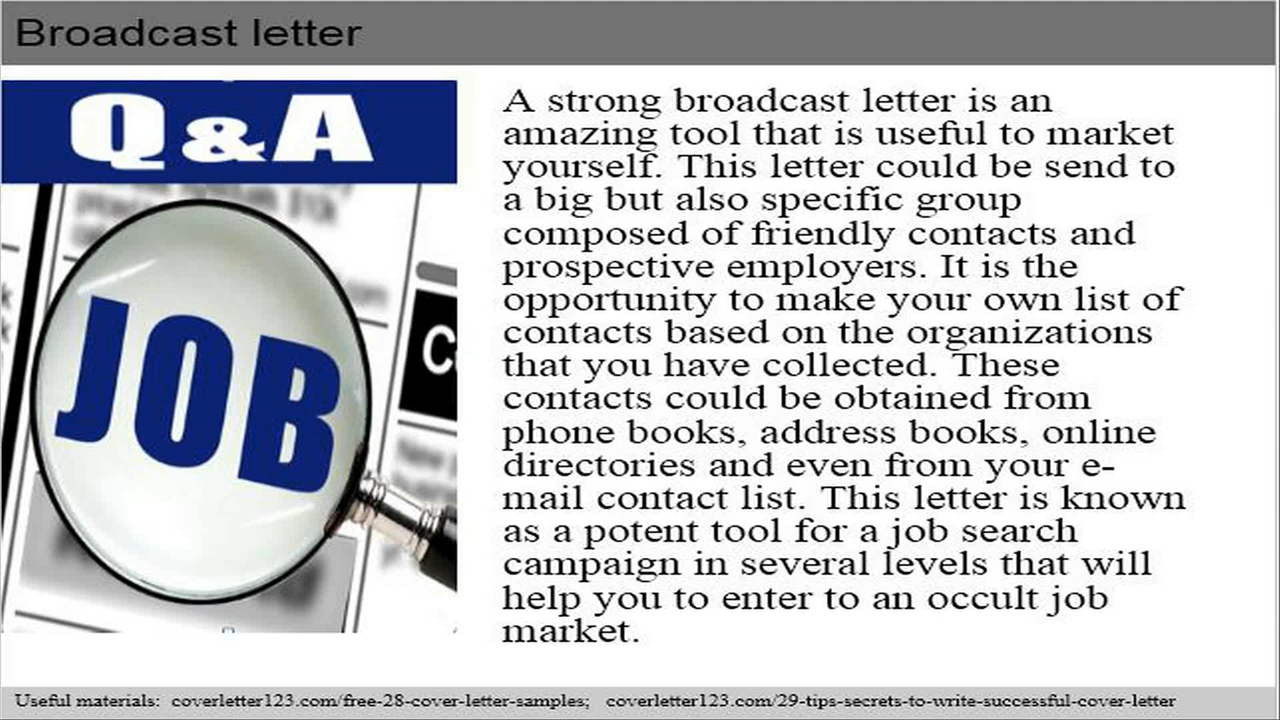 Broadcast letter
Q&A
JOB
A strong broadcast letter is an
amazing tool that is useful to market
yourself. This letter could be send to
a big but also specific group
composed of friendly contacts and
prospective employers. It is the
opportunity to make your own list of
contacts based on the organizations
that you have collected. These
contacts could be obtained from
phone books, address books, online
directories and even from your e-
mail contact list. This letter is known
as a potent tool for a job search
campaign in several levels that will
help you to enter to an occult job
market.
Useful materials: coverletter123.com/free-28-cover-letter-samples; coverletter123.com/29-tips-secrets-to-write-successful-cover-letter